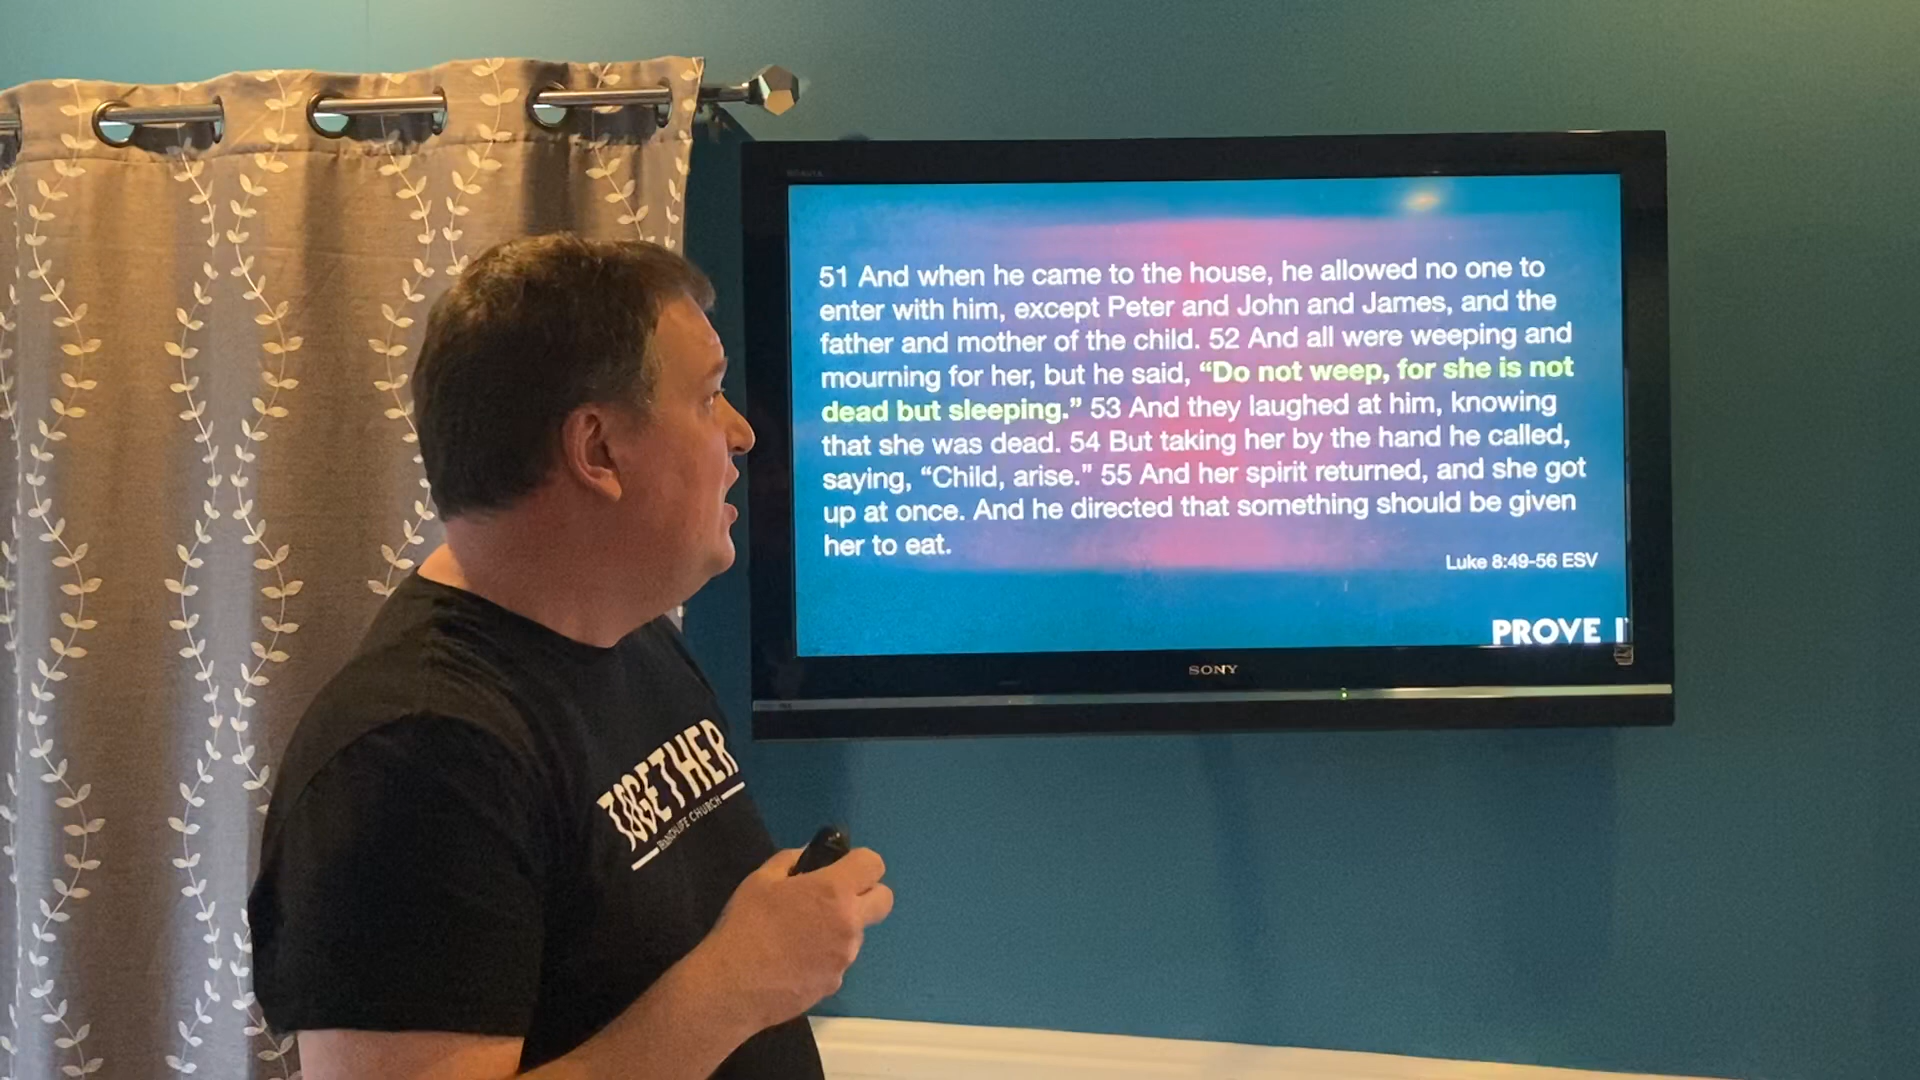 BRAVIA
51 And when he came to the house, he allowed no one to
enter with him, except Peter and John and James, and the
father and mother of the child. 52 And all were weeping and
mourning for her, but he said, “Do not weep, for she is not
dead but sleeping.” 53 And they laughed at him, knowing
that she was dead. 54 But taking her by the hand he called,
saying, “Child, arise.” 55 And her spirit returned, and she got
up at once. And he directed that something should be given
her to eat.
Luke 8:49-56 ESV
PROVE I
SONY
TOGETHER
CHURCH